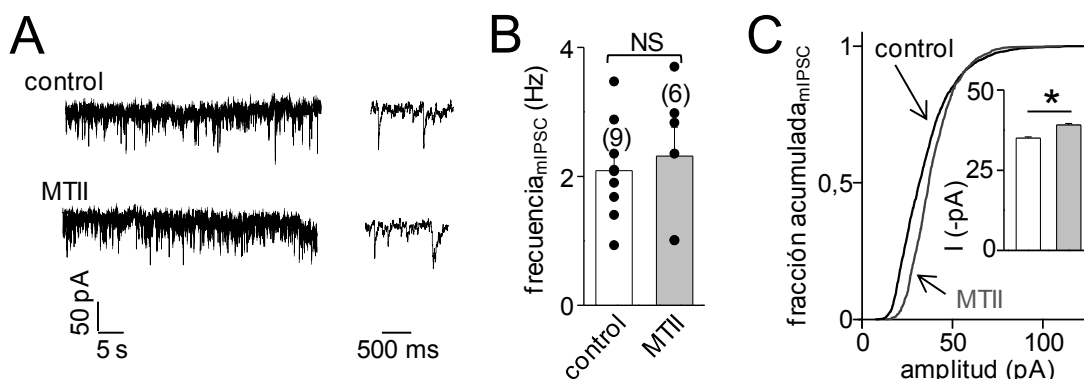 A
control
MTII
50 pA
5 s
500 ms
B
frecuencia mIPSC (Hz)
4
2
0
NS
(9)
(6)
control
MTII
C
fracción acumulada mIPSC
1
0,5
0
control
MTII
50
25
0
I (-pA)
*
0
50
100
amplitud (pA)